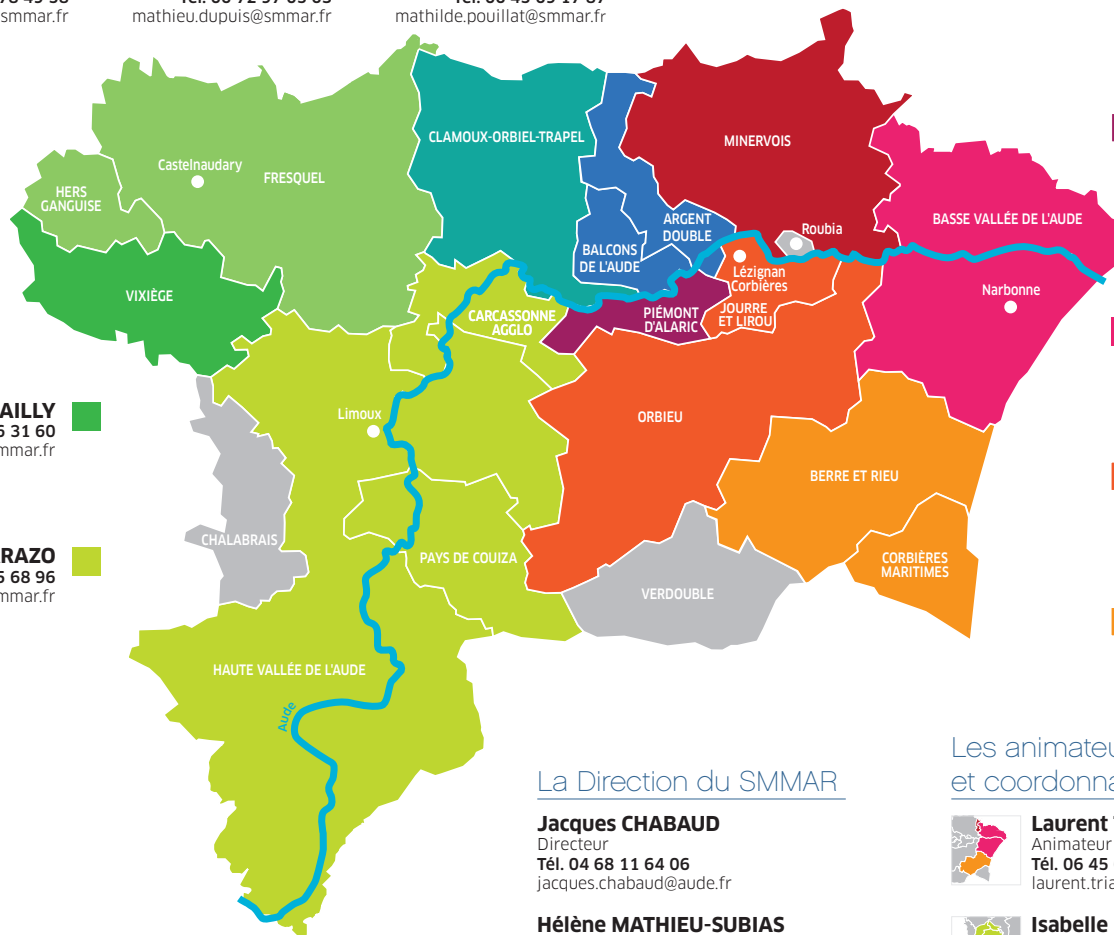 smmar.fr
mathieu.dupuis@smmar.fr
mathilde.pouillat@smmar.fr
CLAMOUX-ORBIEL-TRAPEL
MINERVOIS
Castelnaudary
FRESQUEL
HERS
GANGUISE
ARGENT
DOUBLE
BASSE VALLÉE DE L'AUDE
Roubia
BALCONS
DE L'AUDE
Lézignan
Corbières
VIXIÈGE
Narbonne
CARCASSONNE
AGGLO
PIÉMONT
D'ALARIC
JOURRE
ET LIROU
AILLY
31 60
mmar.fr
Limoux
ORBIEU
BERRE ET RIEU
CHALABRAIS
RAZO
68 96
mmar.fr
PAYS DE COUIZA
CORBIÈRES
MARITIMES
VERDOUBLE
HAUTE VALLÉE DE L'AUDE
Aude
La Direction du SMMAR
Jacques CHABAUD
Directeur
Tél. 04 68 11 64 06
jacques.chabaud@aude.fr
Hélène MATHIEU-SUBIAS
Les animateu
et coordonna
Laurent
Animateur
Tél. 06 45
laurent.tria
Isabelle